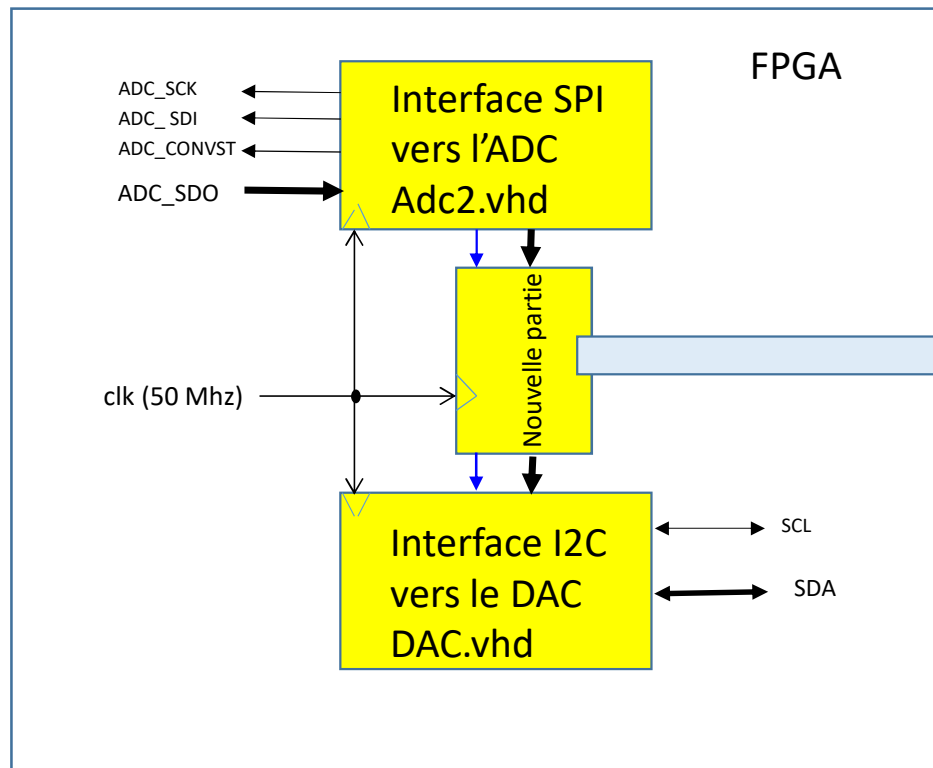 FPGA
ADC_SCK
ADC_ SDI
ADC_CONVST
ADC_SDO
Interface SPI
vers l'ADC
Adc2.vhd
Nouvelle partie
clk (50 Mhz)
Interface I2C
vers le DAC
DAC.vhd
SCL
SDA